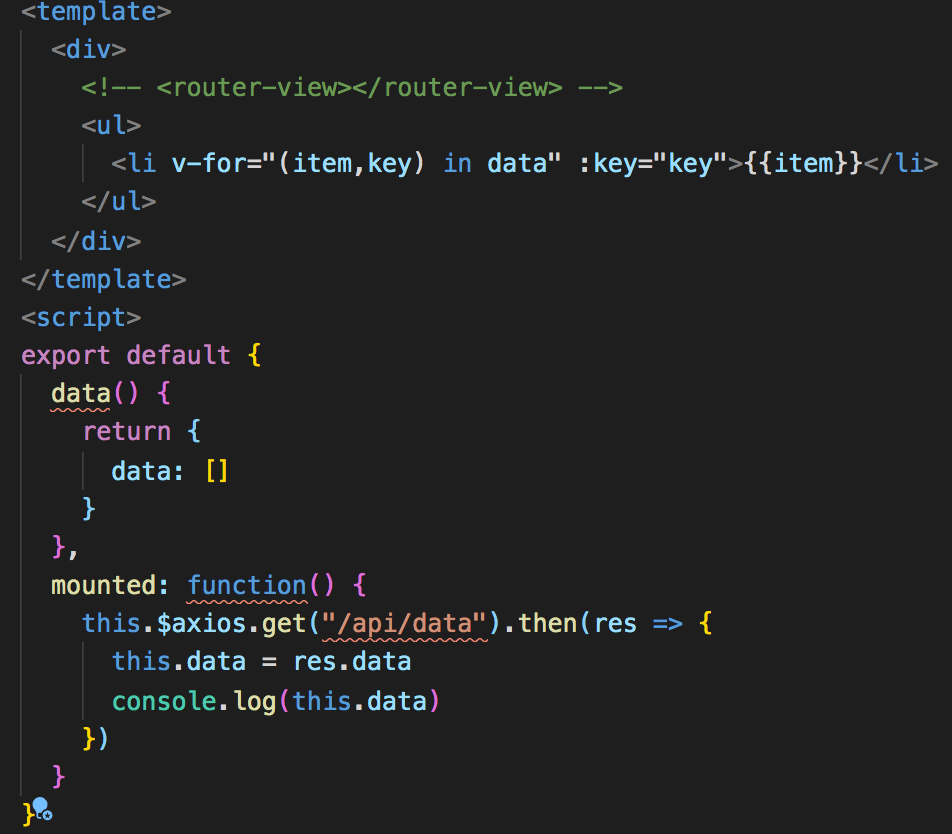 <template>
<div>
<!-- <router-view></router-view> -->
<ul>
<li v-for="(item,key) in data" :key="key">{{item}}</li>
</ul>
</div>
</template>
<script>
export default {
data() {
return {
data: []
}
},
mounted: function() {
this.$axios.get("/api/data").then(res => {
this.data = res.data
console.log(this.data)
})
}
}